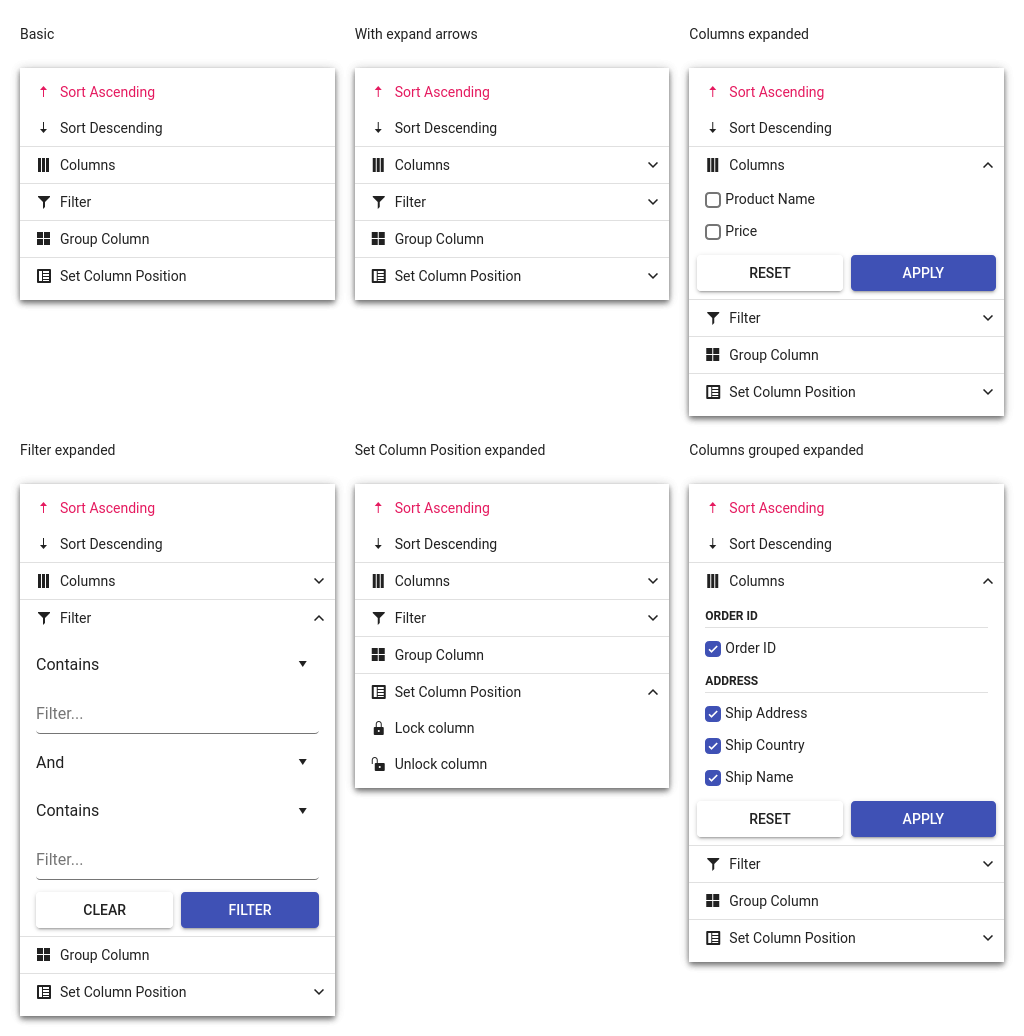 Basic
Sort Ascending
Sort Descending
Columns
Filter
Group Column
Set Column Position
With expand arrows
Sort Ascending
Sort Descending
Columns
Filter
Group Column
Set Column Position
Columns expanded
Sort Ascending
Sort Descending
Columns
Product Name
Price
RESET APPLY
Filter
Group Column
Set Column Position
Filter expanded
Sort Ascending
Sort Descending
Columns
Filter
Contains
Filter...
And
Contains
Filter...
CLEAR FILTER
Group Column
Set Column Position
Set Column Position expanded
Sort Ascending
Sort Descending
Columns
Filter
Group Column
Set Column Position
Lock column
Unlock column
Columns grouped expanded
Sort Ascending
Sort Descending
Columns
ORDER ID
Order ID
ADDRESS
Ship Address
Ship Country
Ship Name
RESET APPLY
Filter
Group Column
Set Column Position